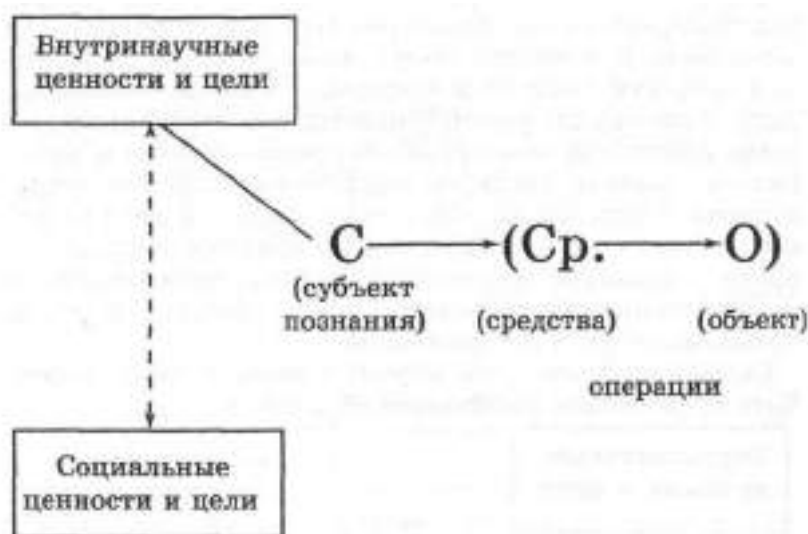 Внутринаучные
ценности и цели
С (Ср. О)
(субъект
познания) (средства) (объект)
операции
Социальные
ценности и цели